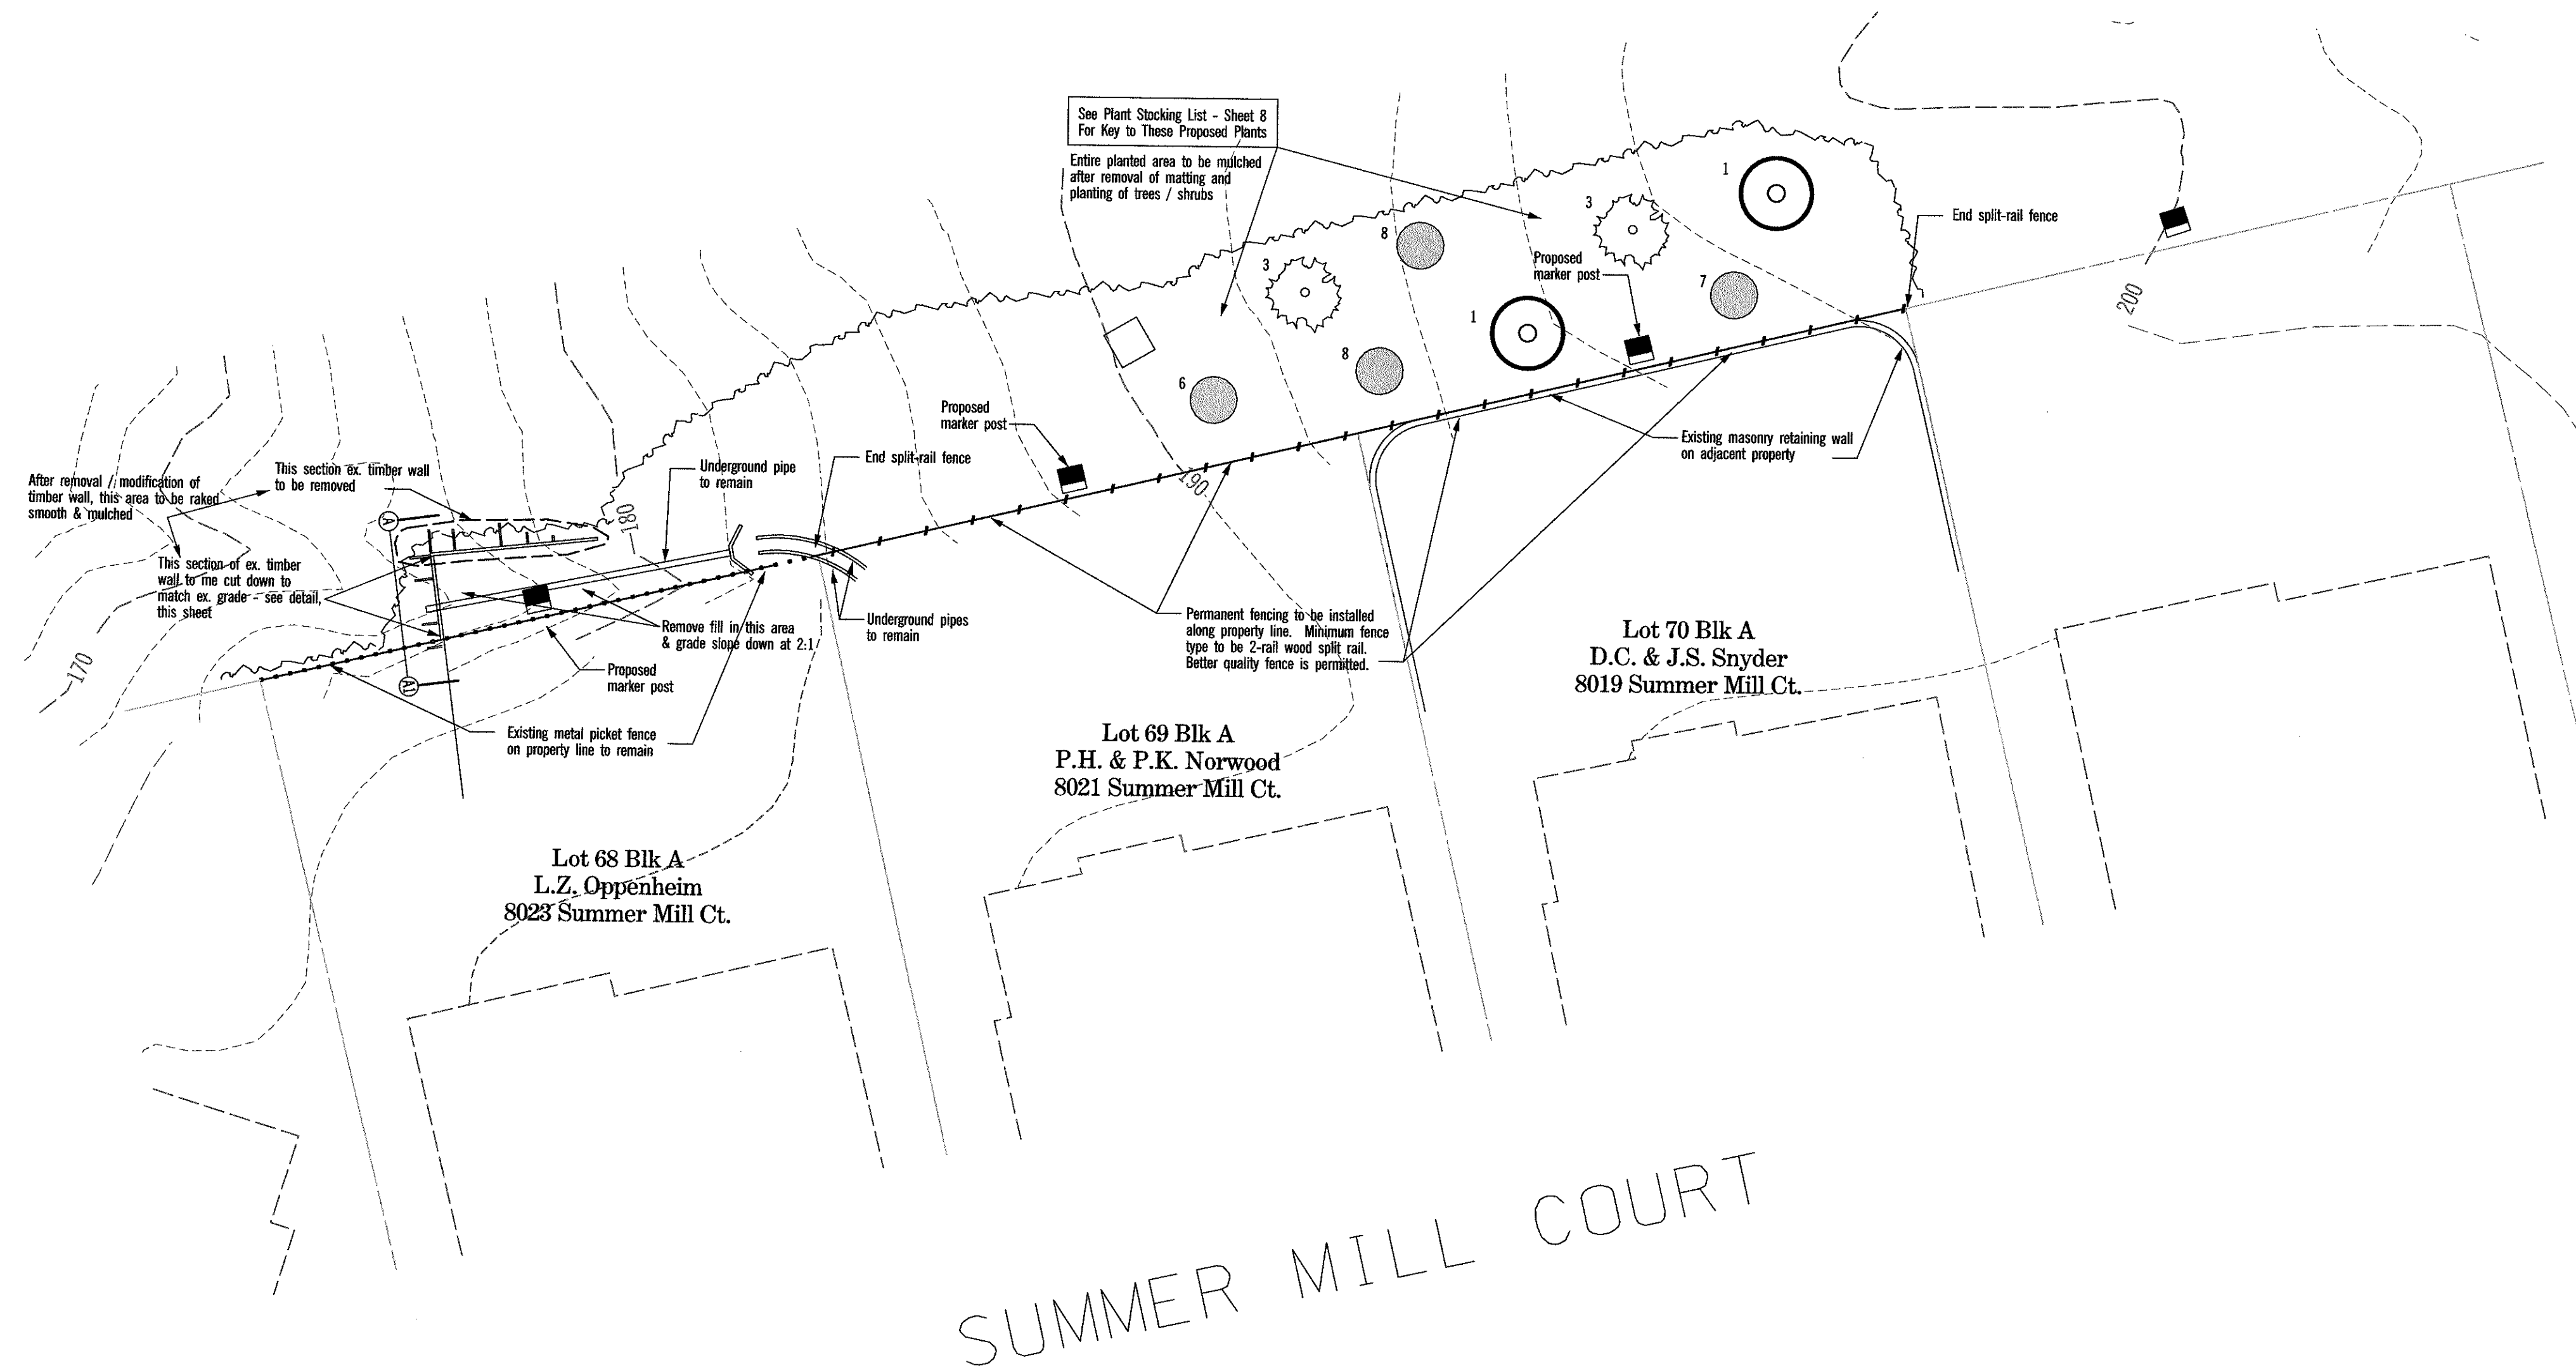 See Plant Stocking List - Sheet 8
For Key to These Proposed Plants
Entire planted area to be mulched
after removal of matting and
planting of trees / shrubs
1
3
8
3
Proposed
marker post
7
1
8
6
End split-rail fence
200
Proposed
marker post
190
Existing masonry retaining wall
on adjacent property
After removal / modification of
timber wall, this area to be raked
smooth & mulched
This section ex. timber wall
to be removed
Underground pipe
to remain
End split-rail fence
180
A
This section of ex. timber
wall to me cut down to
match ex. grade - see detail,
this sheet
170
A1
Remove fill in this area
& grade slope down at 2:1
Underground pipes
to remain
Proposed
marker post
Existing metal picket fence
on property line to remain
Permanent fencing to be installed
along property line. Minimum fence
type to be 2-rail wood split rail.
Better quality fence is permitted.
Lot 70 Blk A
D.C. & J.S. Snyder
8019 Summer Mill Ct.
Lot 69 Blk A
P.H. & P.K. Norwood
8021 Summer Mill Ct.
Lot 68 Blk A
L.Z. Oppenheim
8023 Summer Mill Ct.
SUMMER MILL COURT